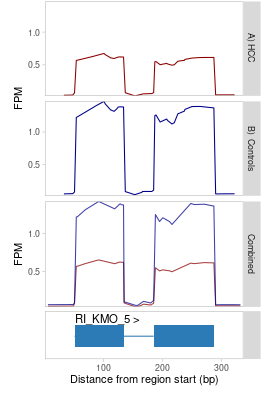 1.0
0.5
A) HCC
FPM
1.0
0.5
B) Controls
1.0
0.5
Combined
FPM
RI_KMO_5 >
100
200
300
Distance from region start (bp)